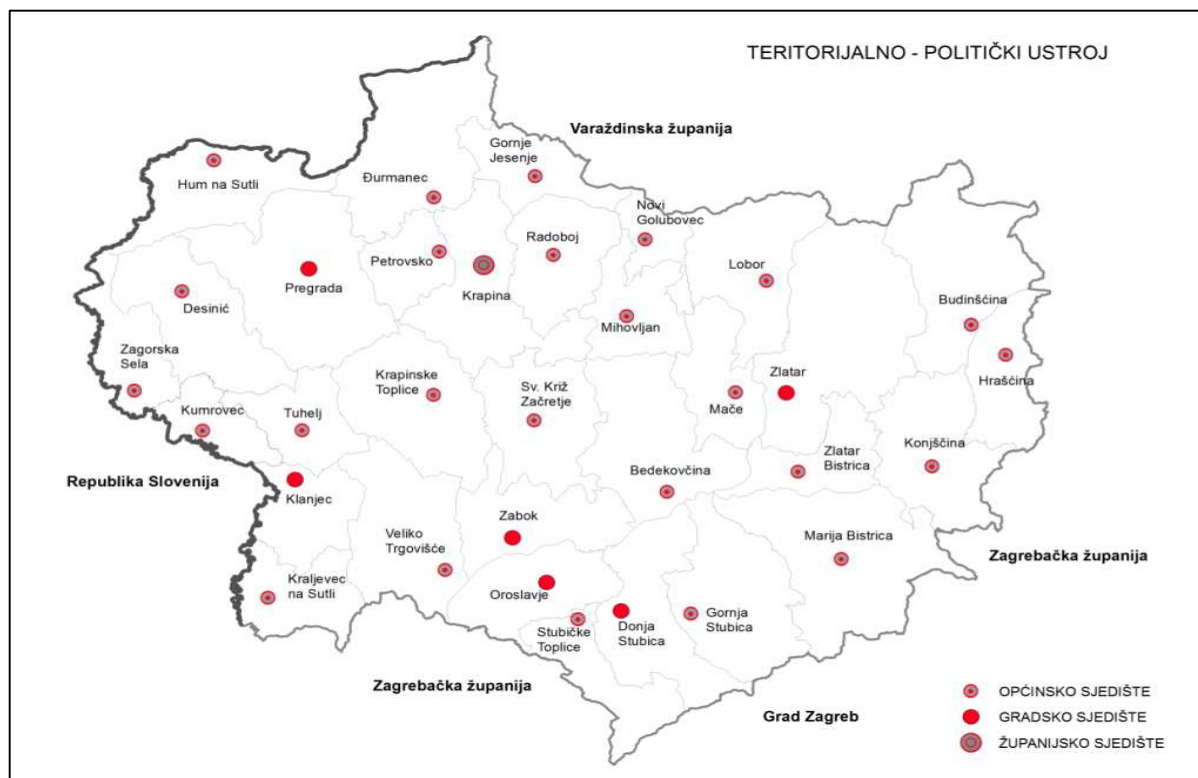 TERITORIJALNO - POLITIČKI USTROJ
Varaždinska županija
Gornje
Jesenje
Hum na Sutli
Đurmanec
Novi
Golubovec
Radoboj
Petrovsko
Lobor
Pregrada
Krapina
Desinić
Budinšćina
Mihovljan
Zagorska
Sela
Krapinske
Toplice
Sv. Križ
Začretje
Zlatar
Hrašćina
Mače
Kumrovec
Tuhelj
Konjščina
Zlatar
Bistrica
Bedekovčina
Republika Slovenija
Klanjec
Zabok
Veliko
Trgovišće
Marija Bistrica
Zagrebačka županija
Kraljevec
na Sutli
Oroslavje
Gornja
Stubica
Donja
Stubica
Stubičke
Toplice
Zagrebačka županija
Grad Zagreb
OPĆINSKO SJEDIŠTE
GRADSKO SJEDIŠTE
ŽUPANIJSKO SJEDIŠTE